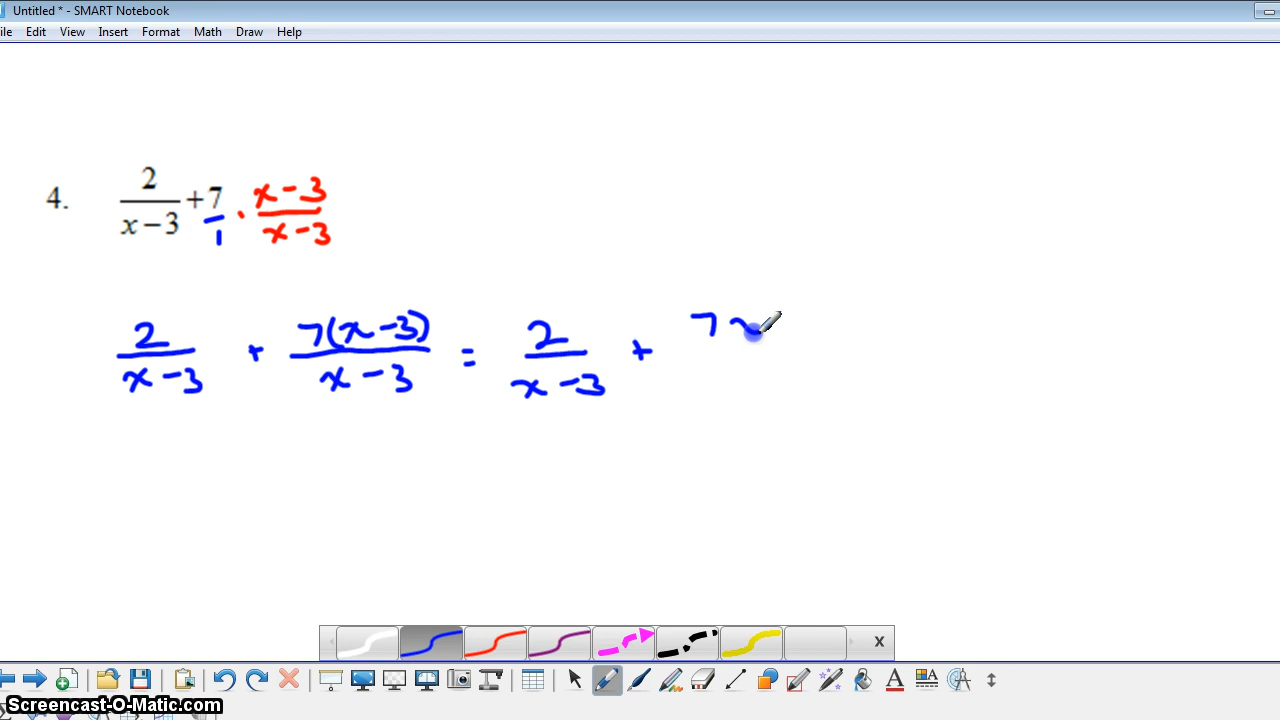 Untitled * - SMART Notebook
ile Edit View Insert Format Math Draw Help
4. 2/(x-3) + 7/1 · (x-3)/(x-3)
2/(x-3) + 7(x-3)/(x-3) = 2/(x-3) + 7x
x
A
Screencast-O-Matic.com